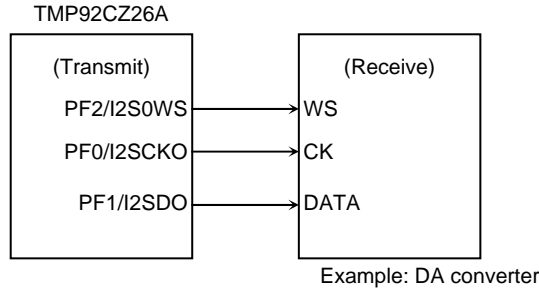 TMP92CZ26A
(Transmit) (Receive)
PF2/I2S0WS WS
PF0/I2SCKO CK
PF1/I2SDO DATA
Example: DA converter